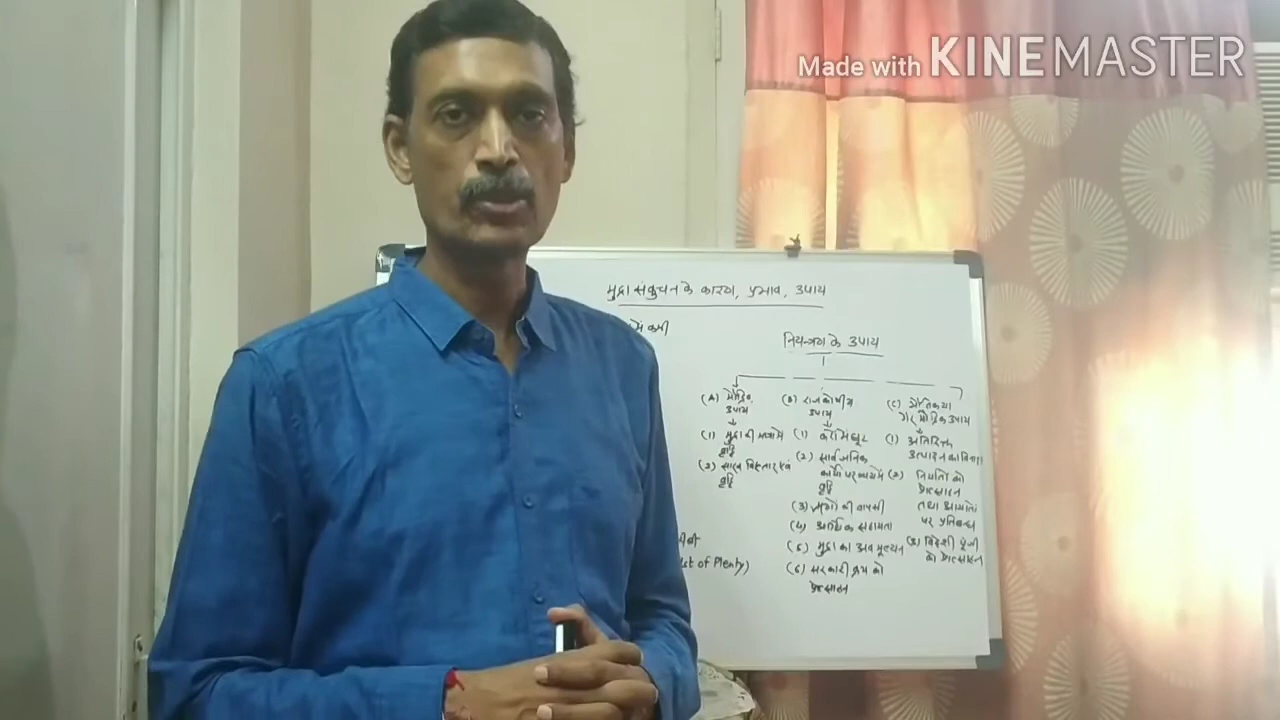 Made with KINEMASTER
मुद्रा संकुचन के कारण, प्रभाव, उपाय
में कमी
नियन्त्रण के उपाय
(A) मौद्रिक उपाय
(1) मुद्रा की मात्रा में वृद्धि
(2) साख विस्तार एवं वृद्धि
(B) राजकोषीय उपाय
(1) करों में छूट
(2) सार्वजनिक कार्यों पर व्यय में वृद्धि
(3) ऋणों की वापसी
(4) आर्थिक सहायता
(5) मुद्रा का अवमूल्यन
(6) सरकारी क्रय को प्रोत्साहन
(C) भौतिक या गैर मौद्रिक उपाय
(1) अतिरिक्त उत्पादन का विनाश
(2) निर्यातों को प्रोत्साहन तथा आयातों पर प्रतिबन्ध
(3) विदेशी पूंजी को प्रोत्साहन
st of Plenty)